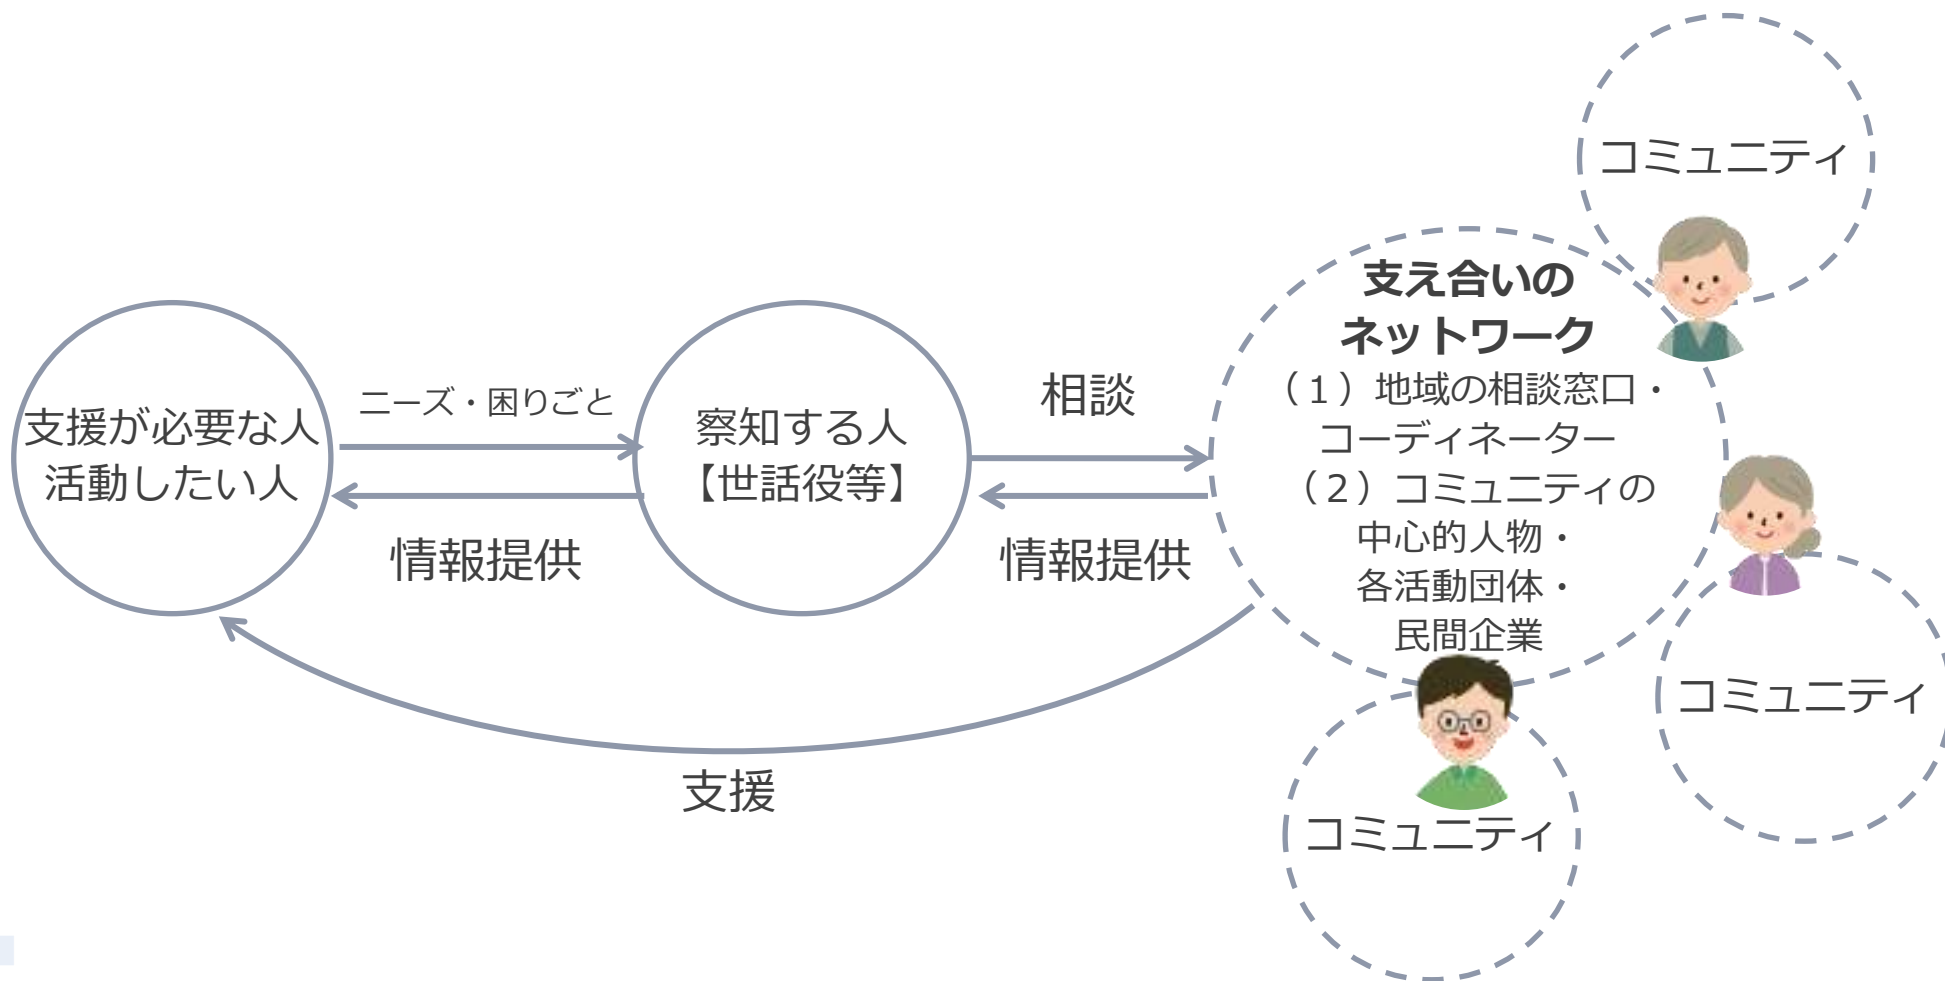 支援が必要な人
活動したい人
ニーズ・困りごと
情報提供
察知する人
【世話役等】
相談
情報提供
支援
支え合いの
ネットワーク
（１）地域の相談窓口・
コーディネーター
（２）コミュニティの
中心的人物・
各活動団体・
民間企業
コミュニティ
コミュニティ
コミュニティ